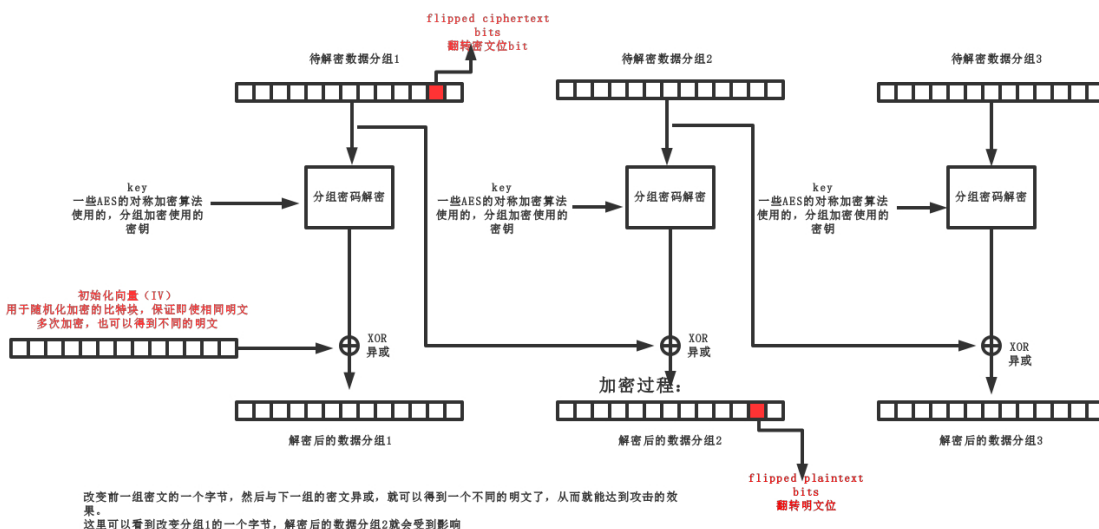 flipped ciphertext
bits
翻转密文位bit
待解密数据分组1
待解密数据分组2
待解密数据分组3
key
一些AES的对称加密算法
使用的，分组加密使用的
密钥
分组密码解密
key
一些AES的对称加密算法
使用的，分组加密使用的
密钥
分组密码解密
key
一些AES的对称加密算法
使用的，分组加密使用的
密钥
分组密码解密
初始化向量（IV）
用于随机化加密的比特块，保证即使相同明文
多次加密，也可以得到不同的明文
XOR
异或
XOR
异或
XOR
异或
加密过程：
解密后的数据分组1
解密后的数据分组2
解密后的数据分组3
flipped plaintext
bits
翻转明文位
改变前一组密文的一个字节，然后与下一组的密文异或，就可以得到一个不同的明文了，从而就能达到攻击的效
果。
这里可以看到改变分组1的一个字节，解密后的数据分组2就会受到影响